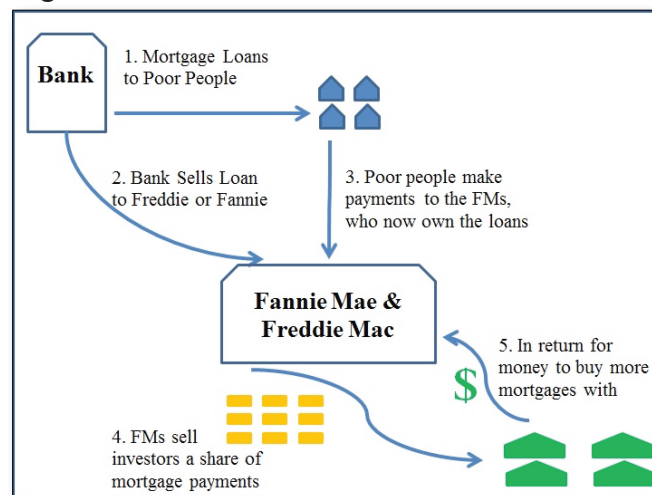 Bank
1. Mortgage Loans
to Poor People
2. Bank Sells Loan
to Freddie or Fannie
3. Poor people make
payments to the FMs,
who now own the loans
Fannie Mae &
Freddie Mac
4. FMs sell
investors a share of
mortgage payments
$
5. In return for
money to buy more
mortgages with